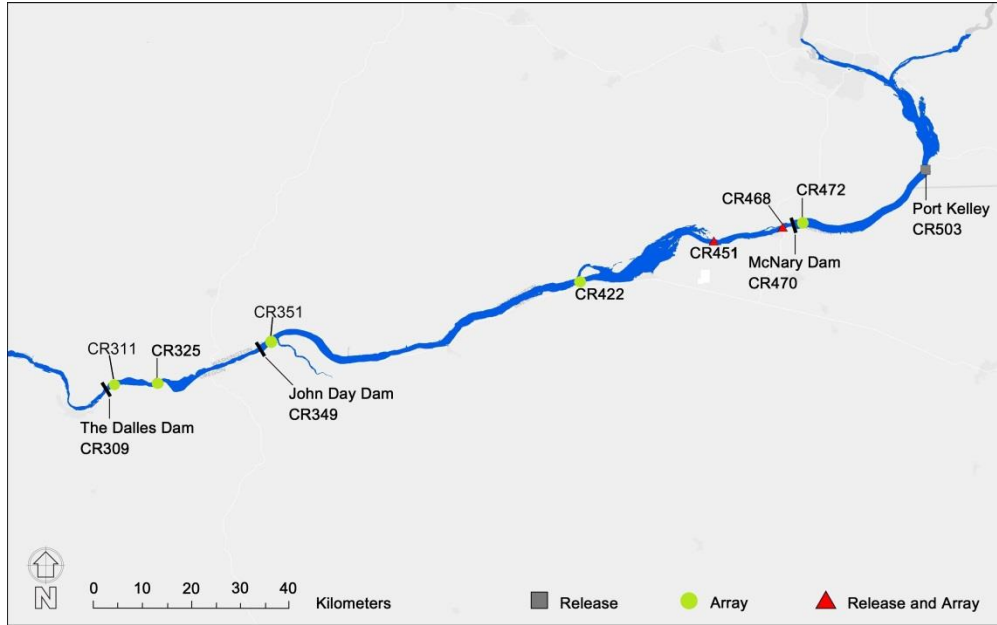 CR472
CR468
Port Kelley
CR503
CR451
McNary Dam
CR470
CR422
CR351
CR311
CR325
John Day Dam
CR349
The Dalles Dam
CR309
N
0 10 20 30 40
Kilometers
Release
Array
Release and Array